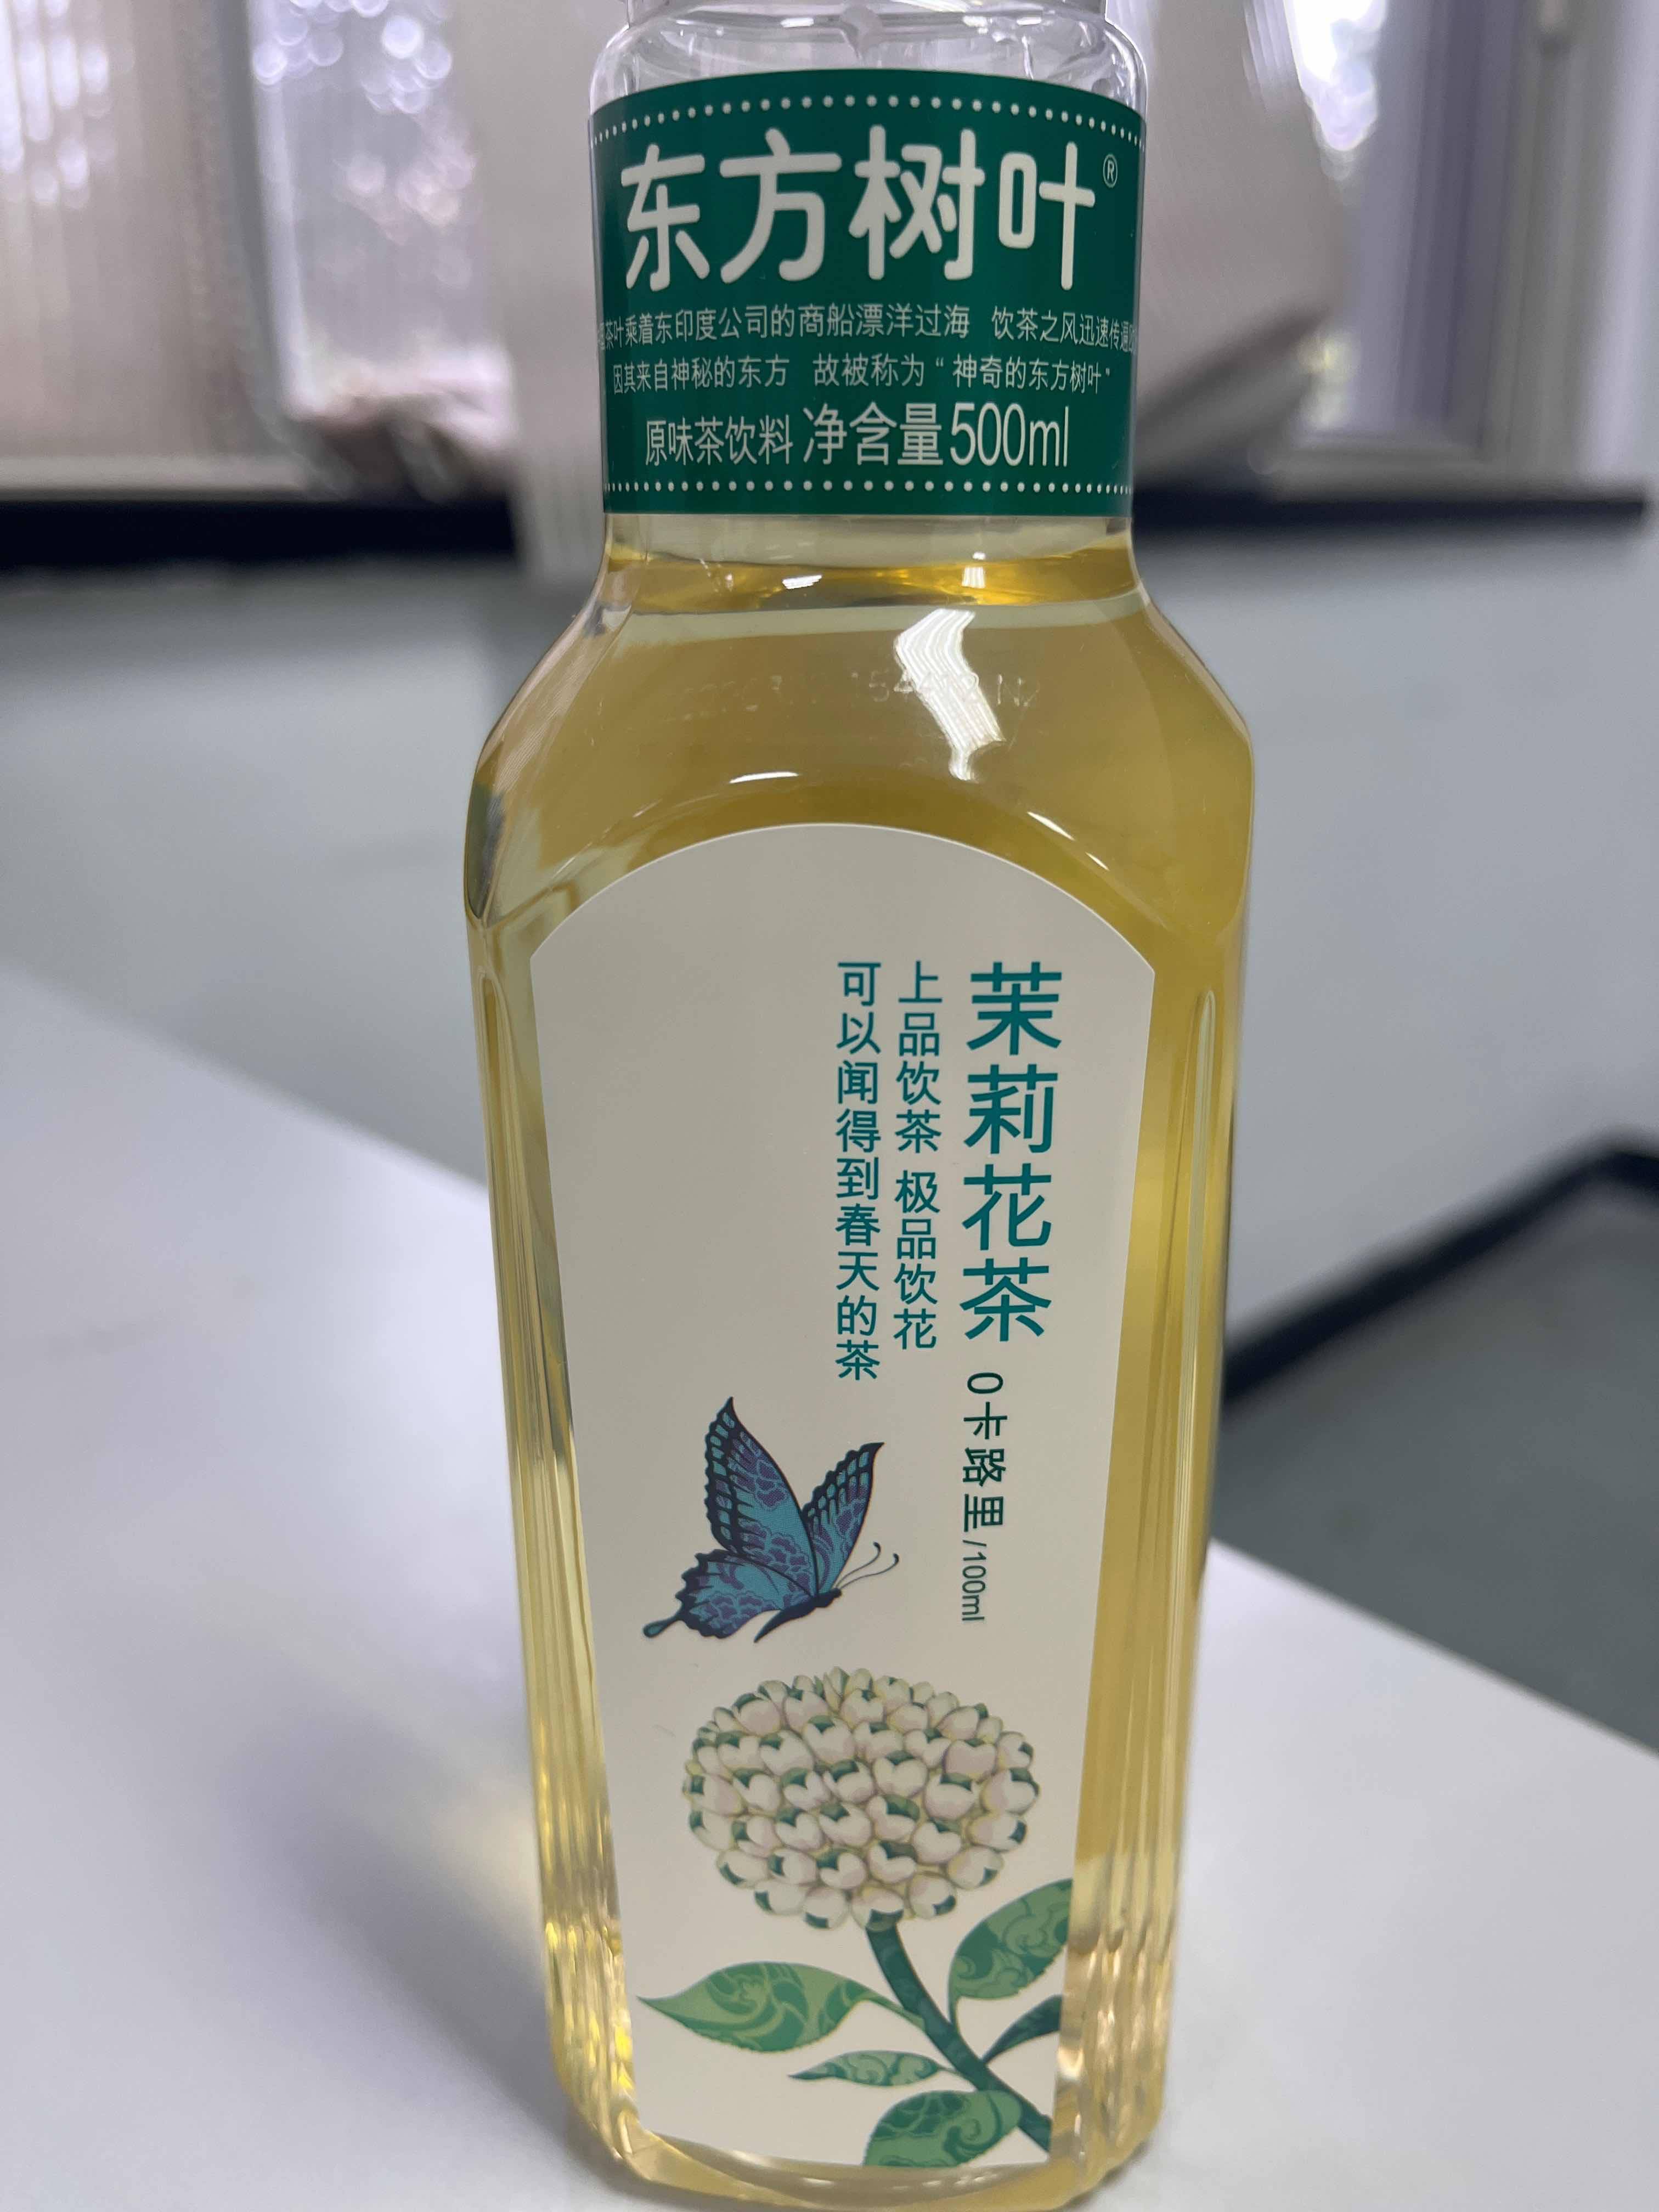 东方树叶®
茶叶乘着东印度公司的商船漂洋过海 饮茶之风迅速传遍
因其来自神秘的东方 故被称为“神奇的东方树叶”
原味茶饮料 净含量500ml
茉莉花茶 0卡路里/100ml
上品饮茶 极品饮花
可以闻得到春天的茶